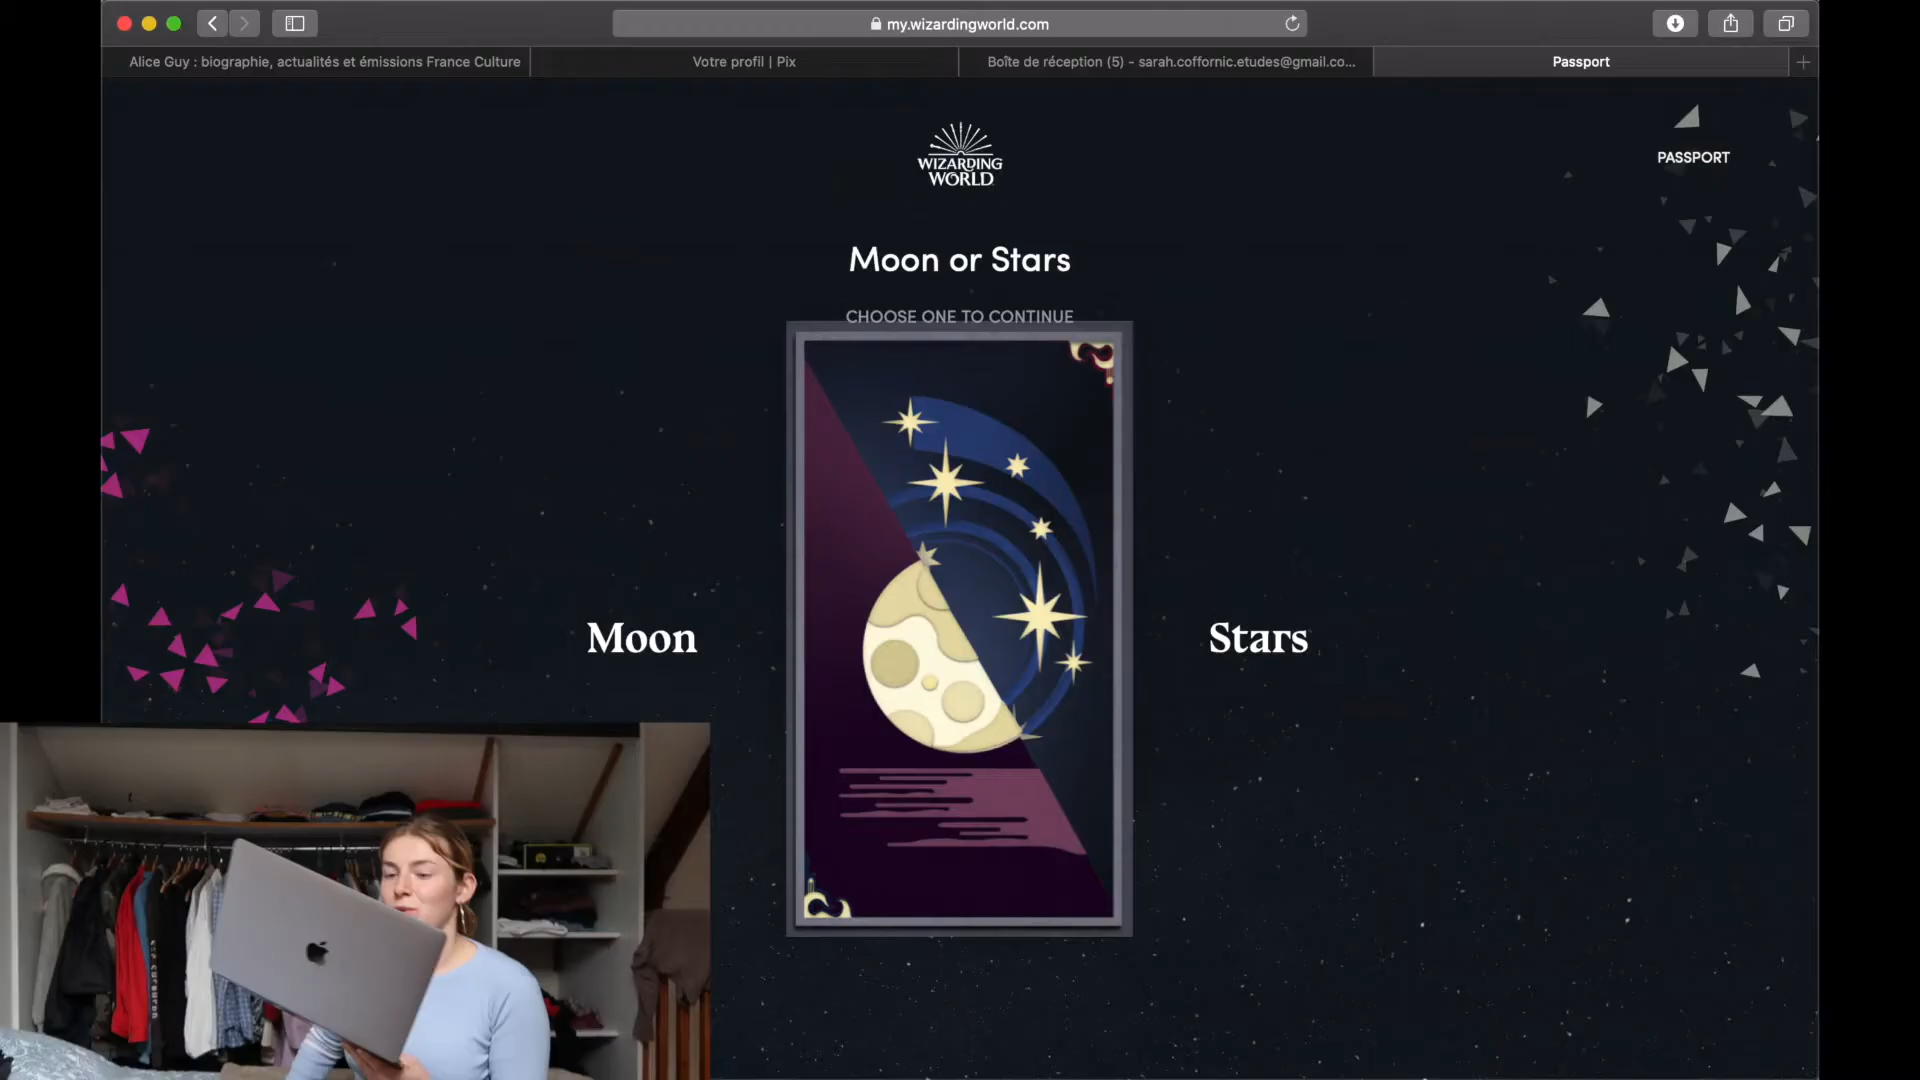 my.wizardingworld.com
Alice Guy : biographie, actualités et émissions France Culture
Votre profil | Pix
Boîte de réception (5) – sarah.coffornic.etudes@gmail.co...
Passport
WIZARDING
WORLD
PASSPORT
Moon or Stars
CHOOSE ONE TO CONTINUE
Moon
Stars